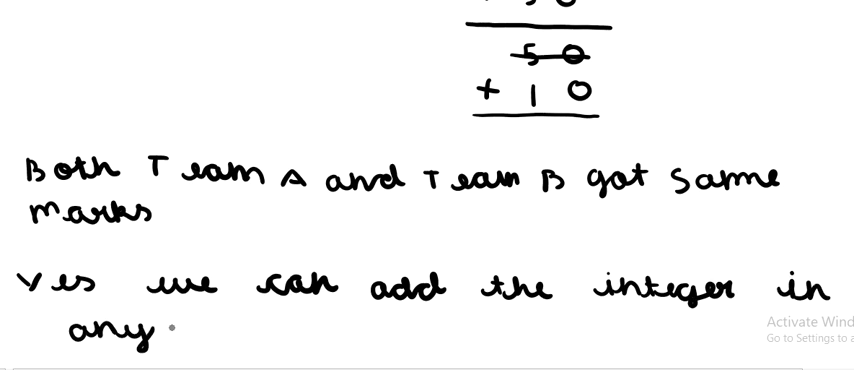 50
+ 10
Both Team A and Team B got same
marks
Yes we can add the integer in
any
Activate Wind
Go to Settings to a